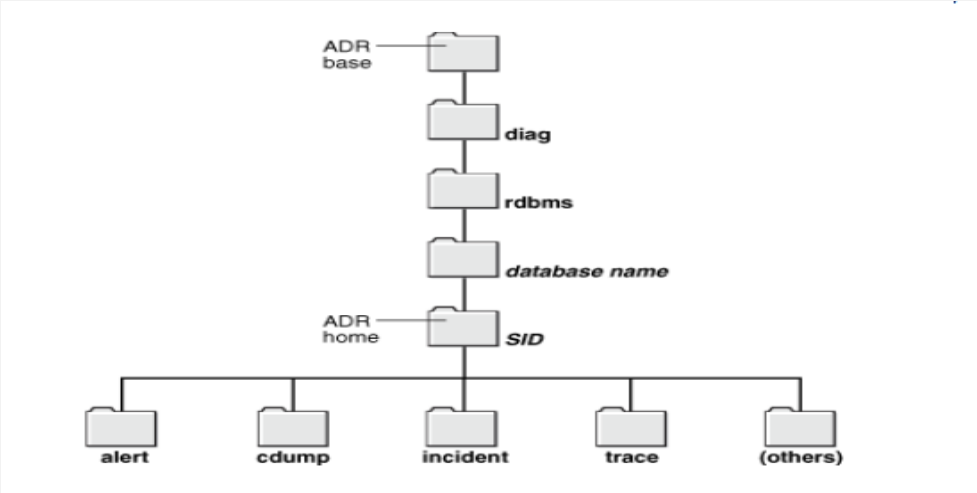 ADR
base
diag
rdbms
database name
ADR
home
SID
alert cdump incident trace (others)